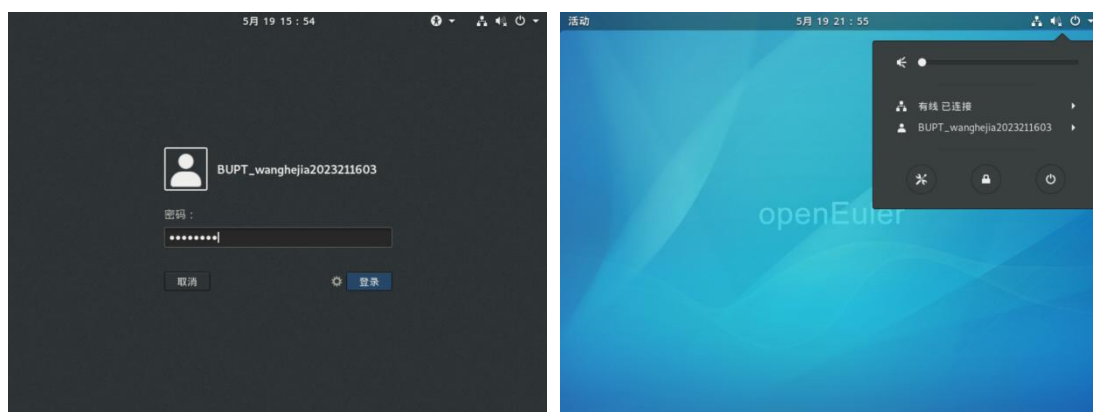 5月 19 15：54
BUPT_wanghejia2023211603
密码：
取消
登录
活动
5月 19 21：55
有线 已连接
BUPT_wanghejia2023211603
openEuler